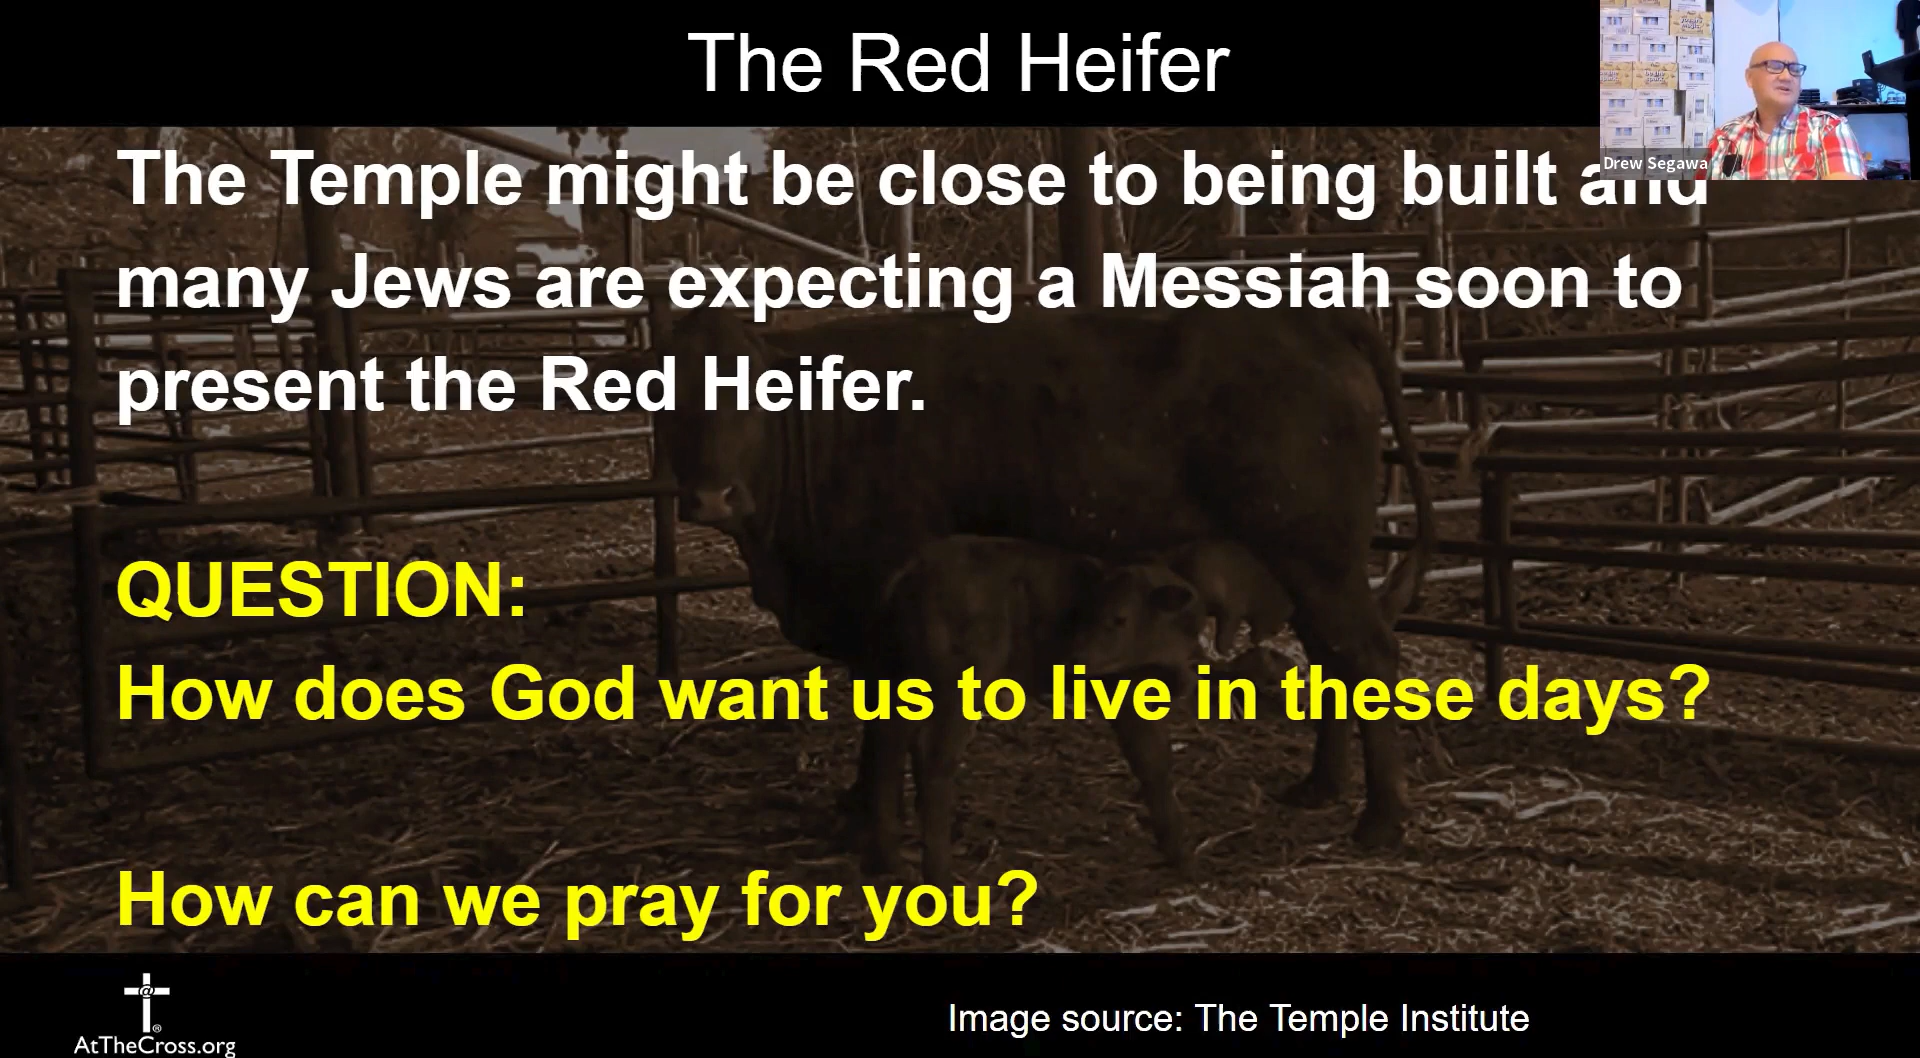 The Red Heifer
The Temple might be close to being built and
many Jews are expecting a Messiah soon to
present the Red Heifer.
QUESTION:
How does God want us to live in these days?
How can we pray for you?
Drew Segawa
@
®
AtTheCross.org
Image source: The Temple Institute